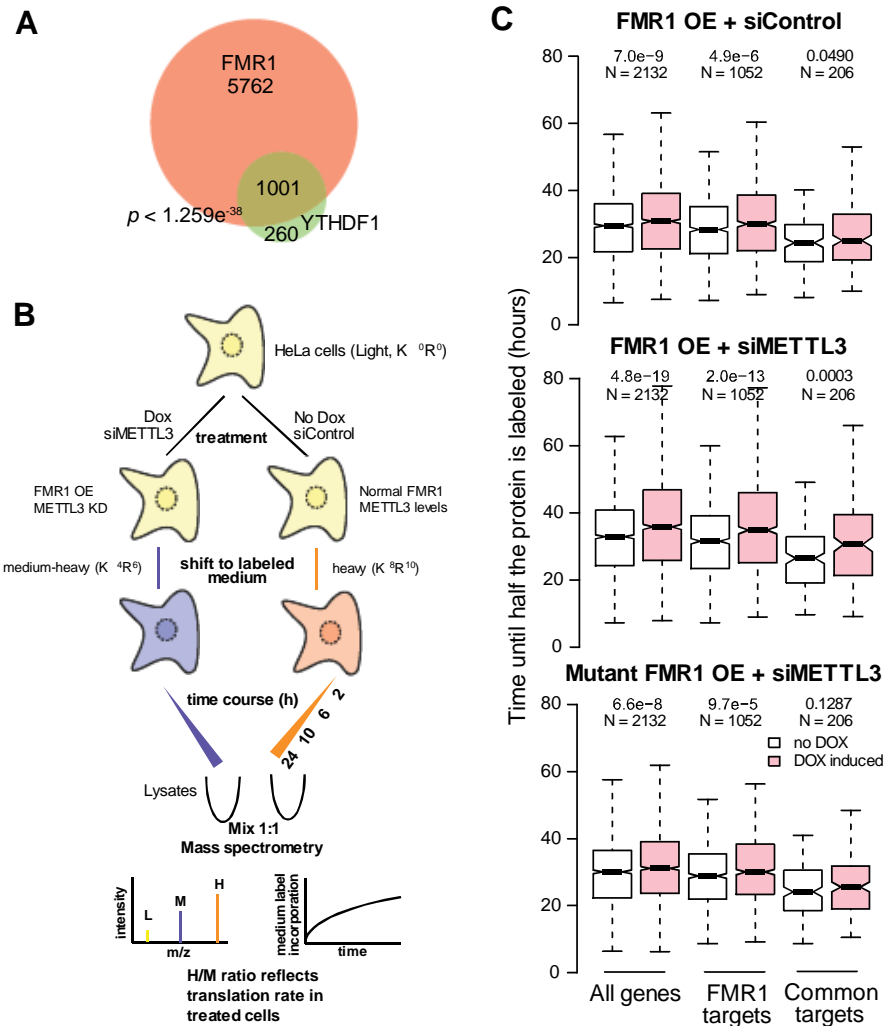 A
FMR1
5762
1001
p < 1.259e-38
YTHDF1
260
B
HeLa cells (Light, K 0R0)
Dox
siMETTL3
treatment
No Dox
siControl
FMR1 OE
METTL3 KD
Normal FMR1
METTL3 levels
medium-heavy (K 4R6)
shift to labeled
medium
heavy (K 8R10)
time course (h)
2
6
10
24
Lysates
Mix 1:1
Mass spectrometry
intensity
L
M
H
m/z
medium label
incorporation
time
H/M ratio reflects
translation rate in
treated cells
C
Time until half the protein is labeled (hours)
FMR1 OE + siControl
80
60
40
20
0
7.0e−9
N = 2132
4.9e−6
N = 1052
0.0490
N = 206
FMR1 OE + siMETTL3
80
60
40
20
0
4.8e−19
N = 2132
2.0e−13
N = 1052
0.0003
N = 206
Mutant FMR1 OE + siMETTL3
80
60
40
20
0
6.6e−8
N = 2132
9.7e−5
N = 1052
0.1287
N = 206
no DOX
DOX induced
All genes
FMR1
targets
Common
targets